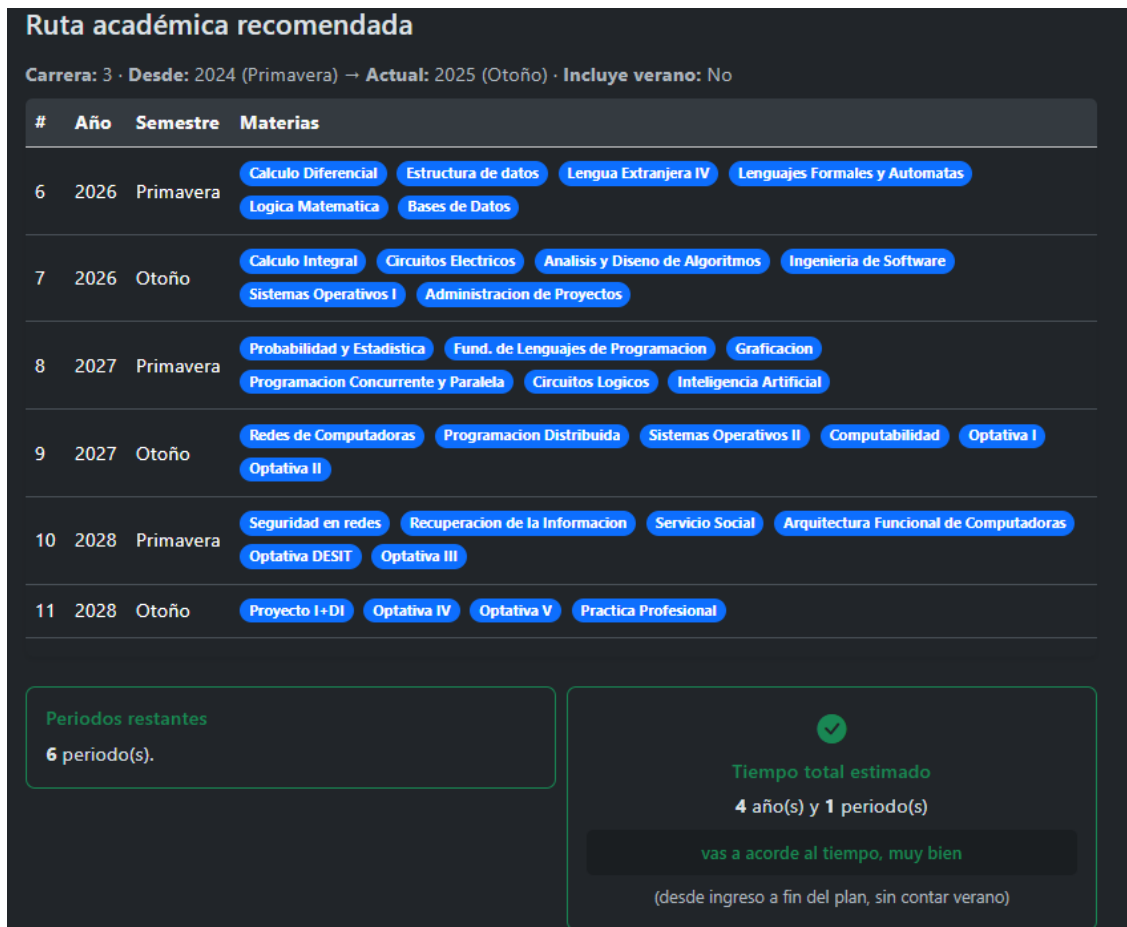 Ruta académica recomendada
Carrera: 3 · Desde: 2024 (Primavera) → Actual: 2025 (Otoño) · Incluye verano: No
# Año Semestre Materias
Calculo Diferencial Estructura de datos Lengua Extranjera IV Lenguajes Formales y Automatas
6 2026 Primavera
Logica Matematica Bases de Datos
Calculo Integral Circuitos Electricos Analisis y Diseno de Algoritmos Ingenieria de Software
7 2026 Otoño
Sistemas Operativos I Administracion de Proyectos
Probabilidad y Estadistica Fund. de Lenguajes de Programacion Graficacion
8 2027 Primavera
Programacion Concurrente y Paralela Circuitos Logicos Inteligencia Artificial
Redes de Computadoras Programacion Distribuida Sistemas Operativos II Computabilidad Optativa I
9 2027 Otoño
Optativa II
Seguridad en redes Recuperacion de la Informacion Servicio Social Arquitectura Funcional de Computadoras
10 2028 Primavera
Optativa DESIT Optativa III
11 2028 Otoño Proyecto I+DI Optativa IV Optativa V Practica Profesional
Periodos restantes
6 periodo(s).
Tiempo total estimado
4 año(s) y 1 periodo(s)
vas a acorde al tiempo, muy bien
(desde ingreso a fin del plan, sin contar verano)